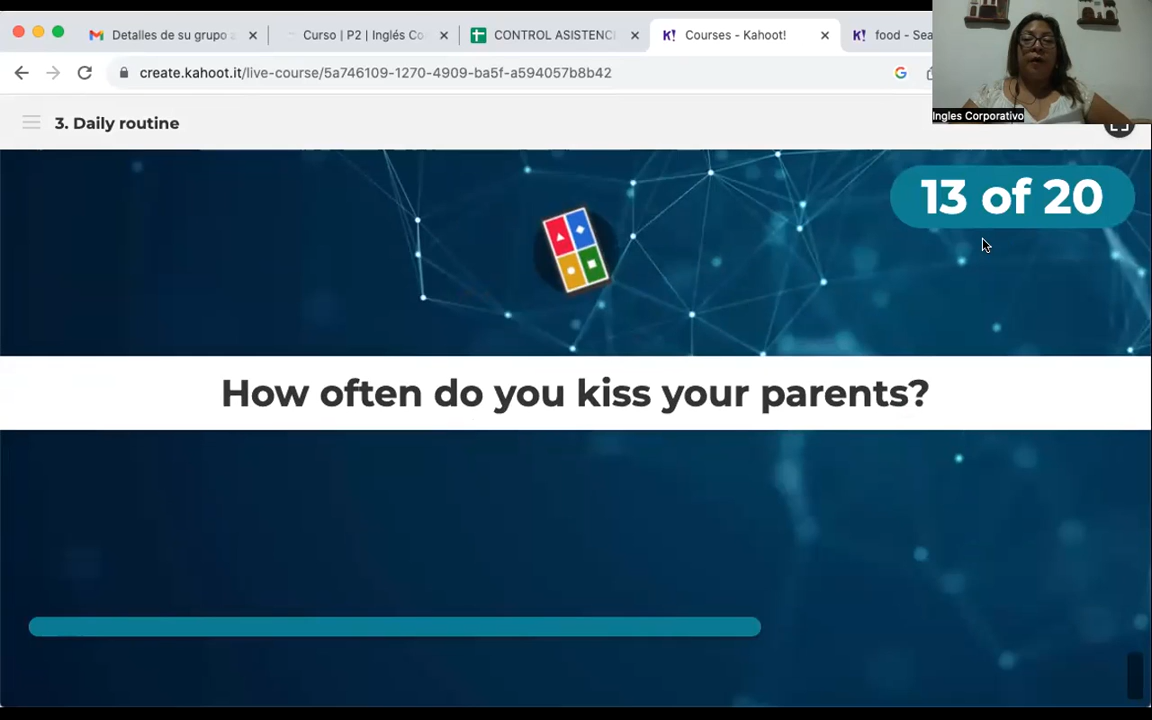 Detalles de su grupo
Curso | P2 | Inglés Co
CONTROL ASISTENC
K! Courses - Kahoot!
K! food - Sea
create.kahoot.it/live-course/5a746109-1270-4909-ba5f-a594057b8b42
G
Ingles Corporativo
3. Daily routine
13 of 20
How often do you kiss your parents?